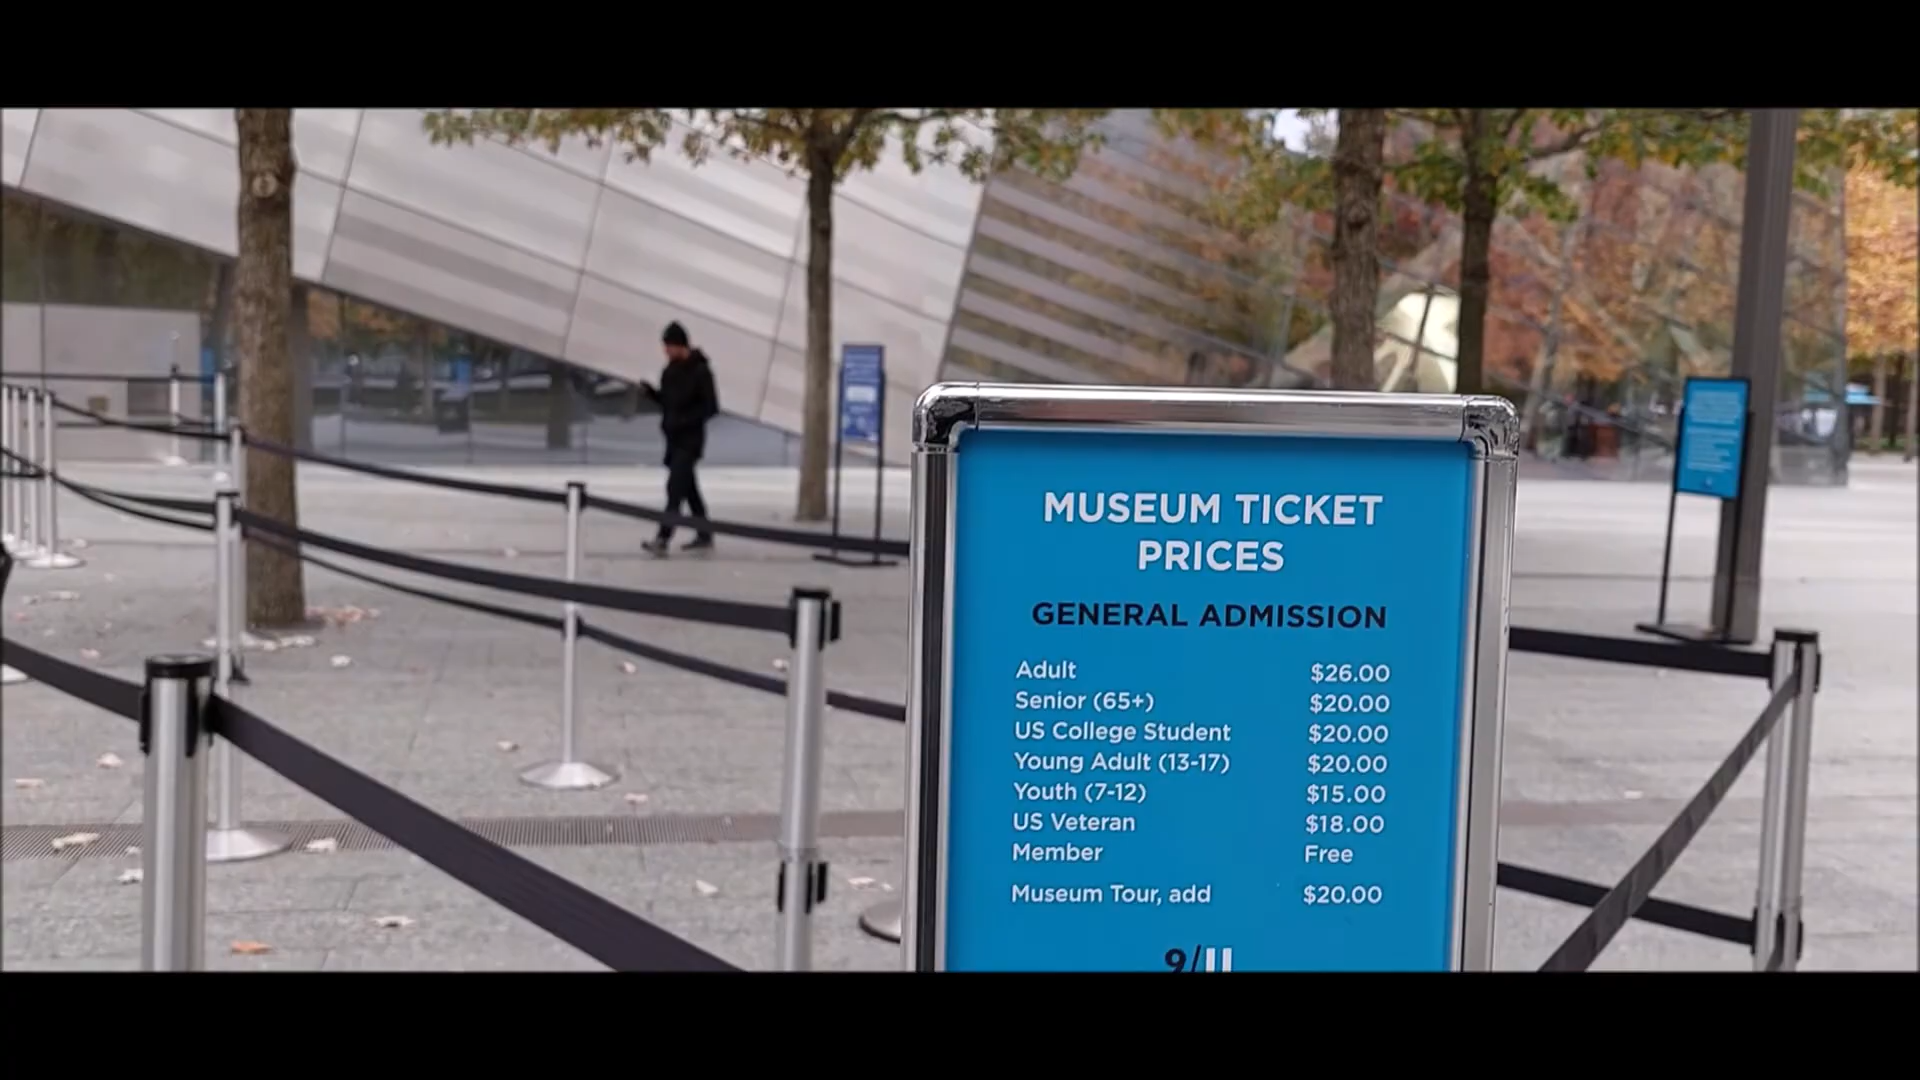 MUSEUM TICKET
PRICES
GENERAL ADMISSION
Adult $26.00
Senior (65+) $20.00
US College Student $20.00
Young Adult (13-17) $20.00
Youth (7-12) $15.00
US Veteran $18.00
Member Free
Museum Tour, add $20.00
9/11